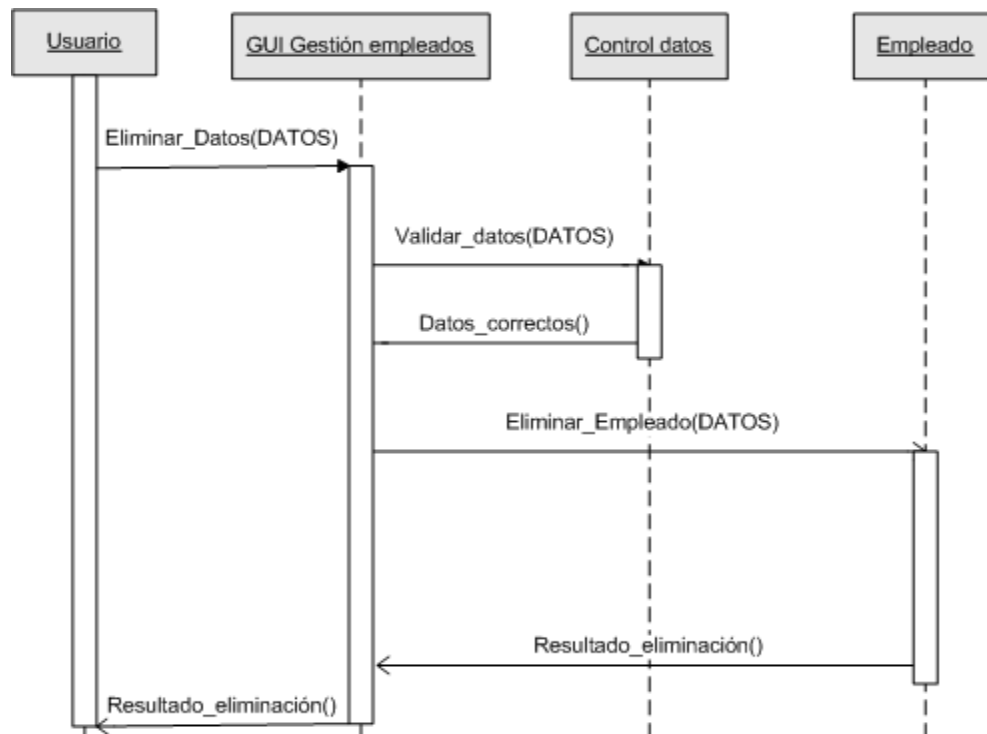 Usuario
GUI Gestión empleados
Control datos
Empleado
Eliminar_Datos(DATOS)
Validar_datos(DATOS)
Datos_correctos()
Eliminar_Empleado(DATOS)
Resultado_eliminación()
Resultado_eliminación()